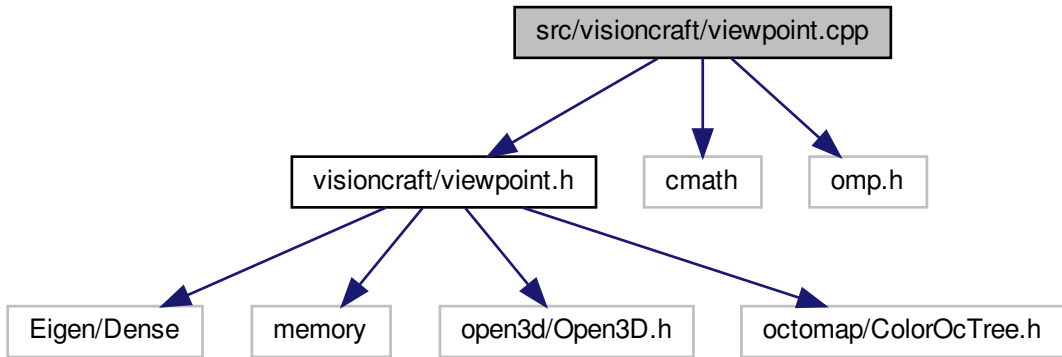 src/visioncraft/viewpoint.cpp
visioncraft/viewpoint.h
cmath
omp.h
Eigen/Dense
memory
open3d/Open3D.h
octomap/ColorOcTree.h